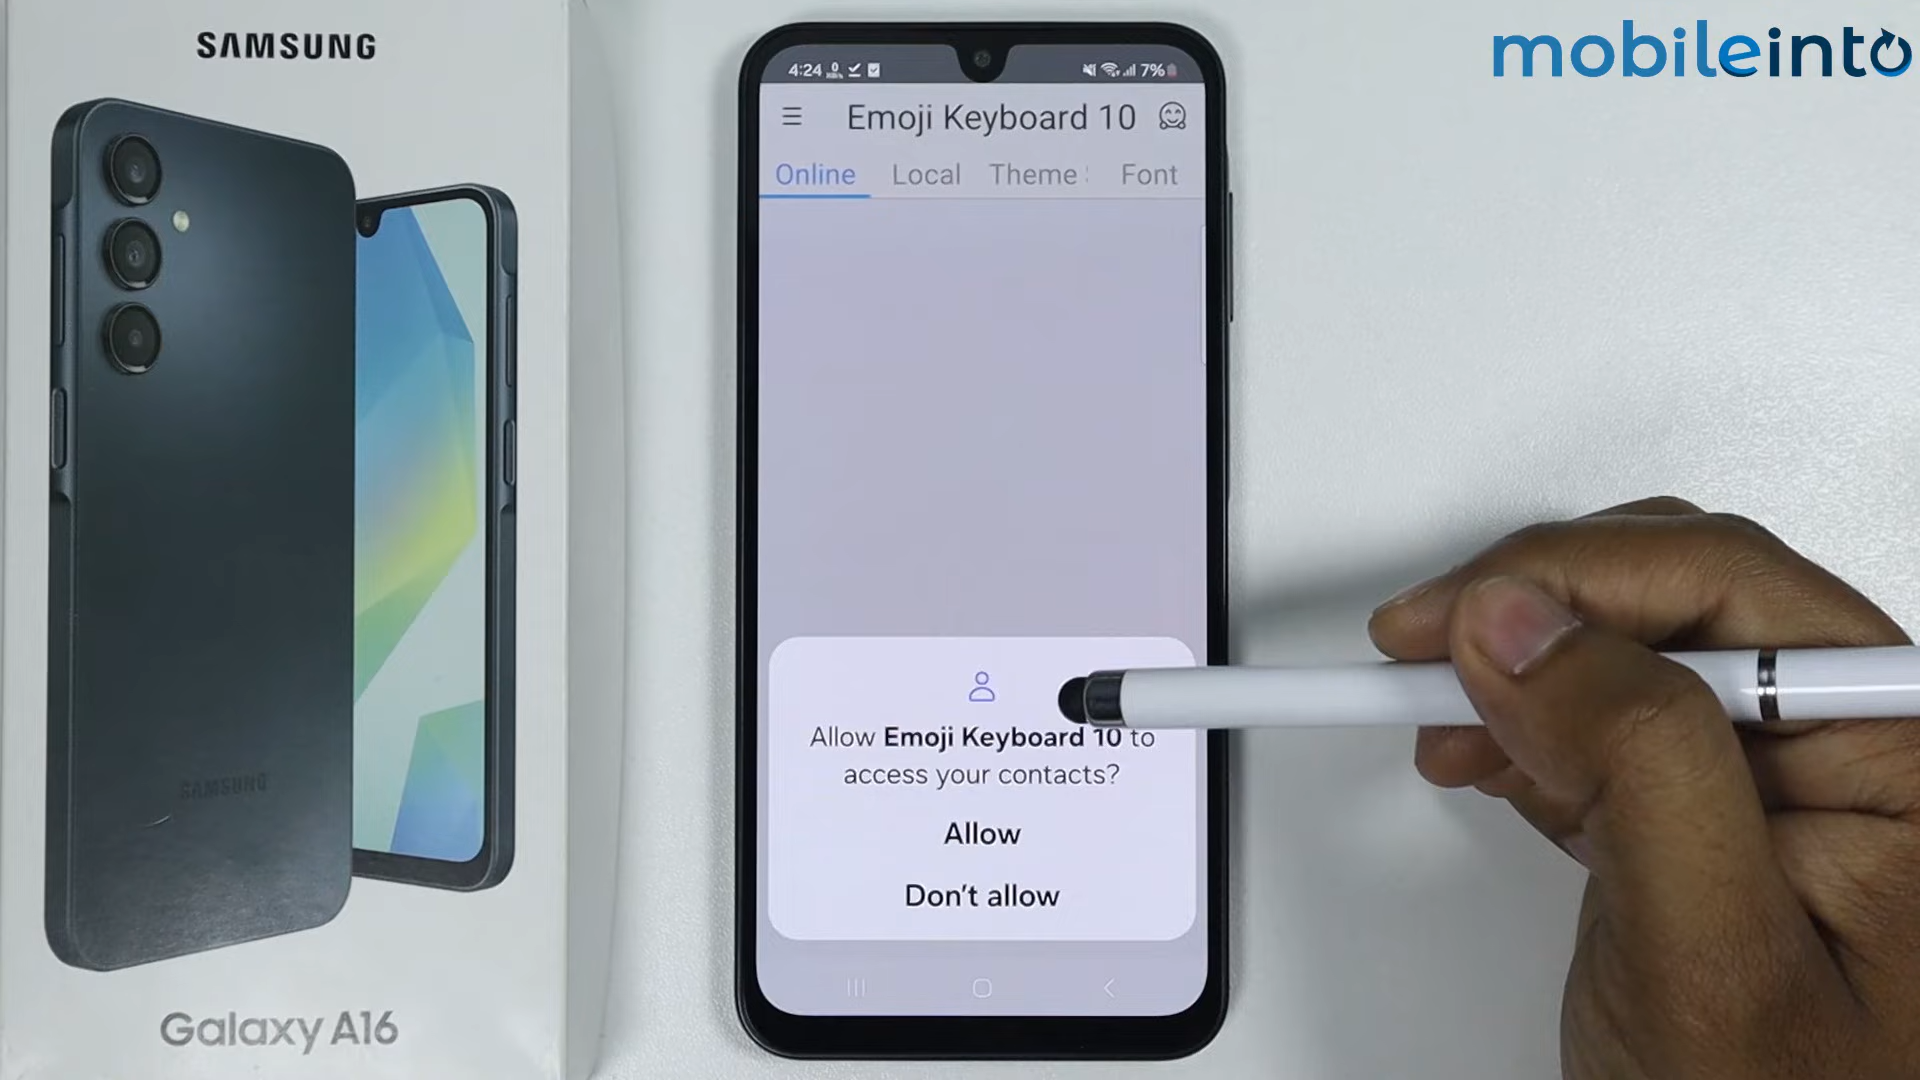 SAMSUNG
SAMSUNG
Galaxy A16
mobileinto
4:24
7%
Emoji Keyboard 10
Online Local Theme Font
Allow Emoji Keyboard 10 to
access your contacts?
Allow
Don't allow